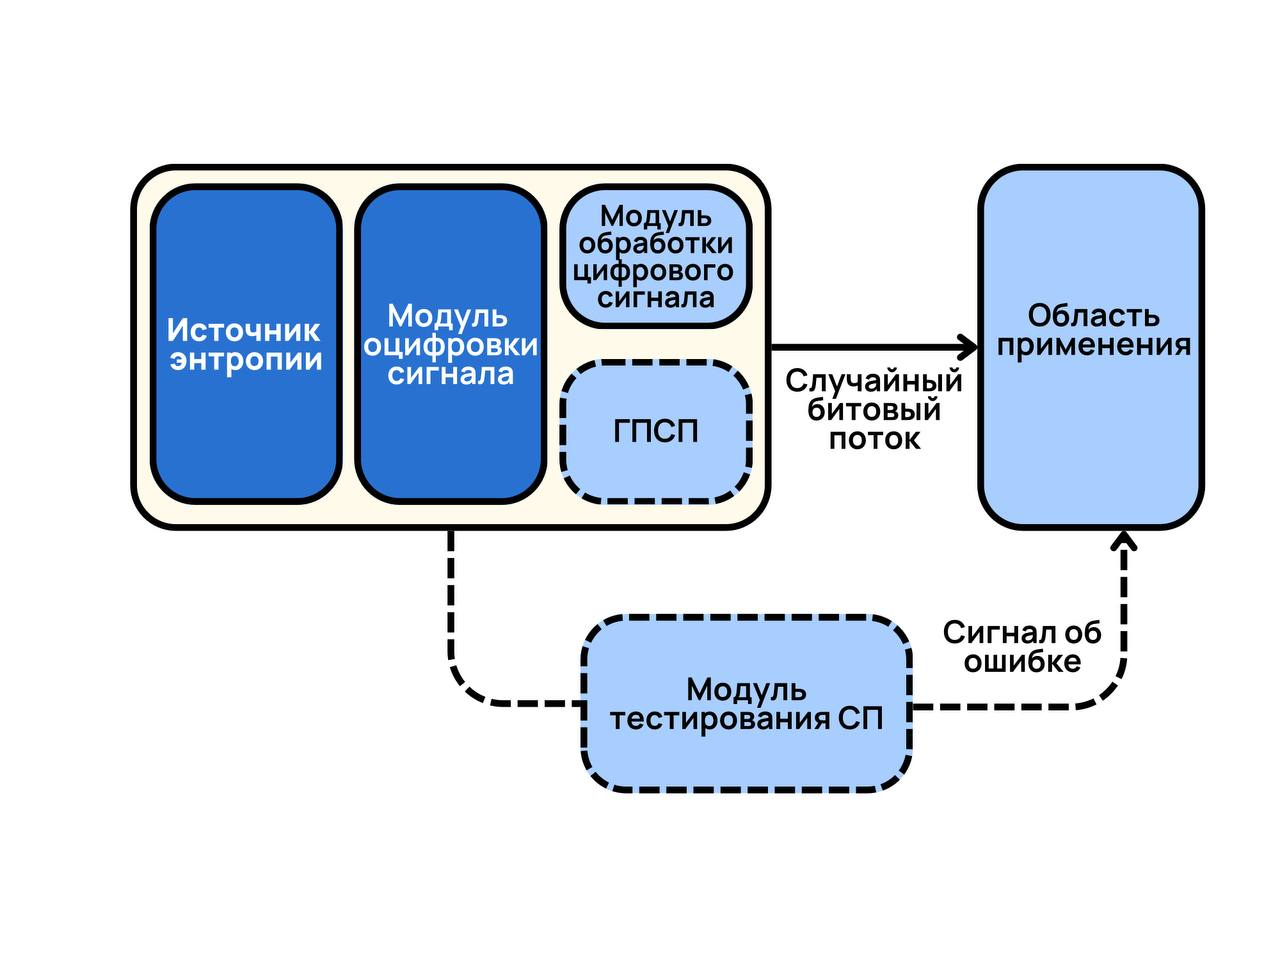 Источник
энтропии
Модуль
оцифровки
сигнала
Модуль
обработки
цифрового
сигнала
ГПСП
Случайный
битовый
поток
Область
применения
Модуль
тестирования СП
Сигнал об
ошибке